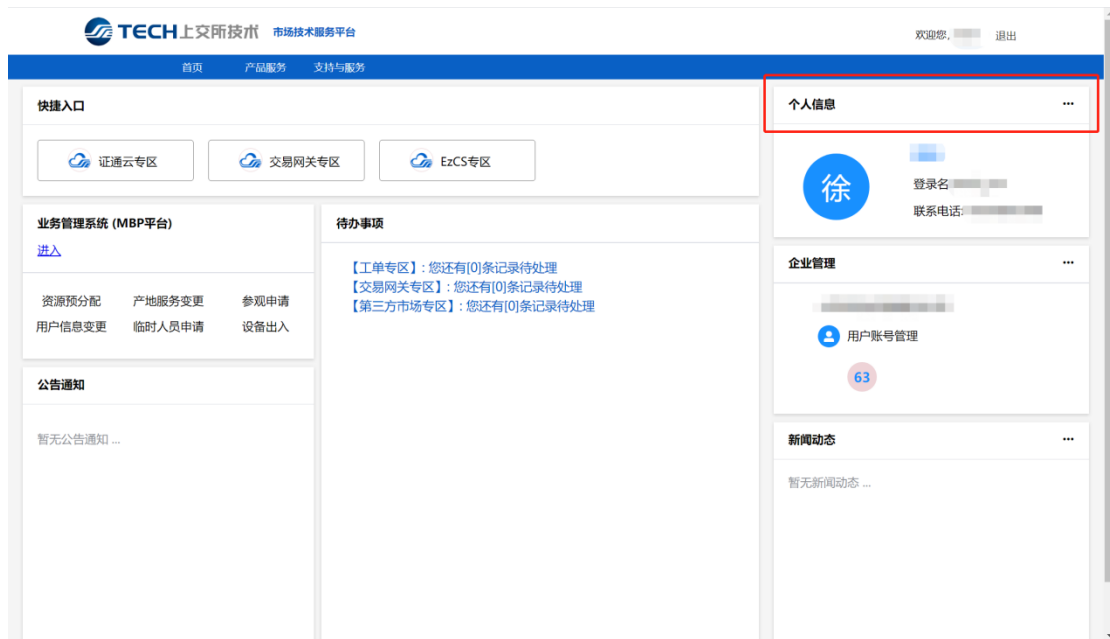 TECH上交所技术 市场技术服务平台
欢迎您, 退出
首页 产品服务 支持与服务
快捷入口
证通云专区 交易网关专区 EzCS专区
业务管理系统 (MBP平台)
进入
资源预分配 产地服务变更 参观申请
用户信息变更 临时人员申请 设备出入
公告通知
暂无公告通知 ...
待办事项
【工单专区】: 您还有[0]条记录待处理
【交易网关专区】: 您还有[0]条记录待处理
【第三方市场专区】: 您还有[0]条记录待处理
个人信息 ...
徐
登录名
联系电话:
企业管理 ...
用户账号管理
63
新闻动态 ...
暂无新闻动态 ...